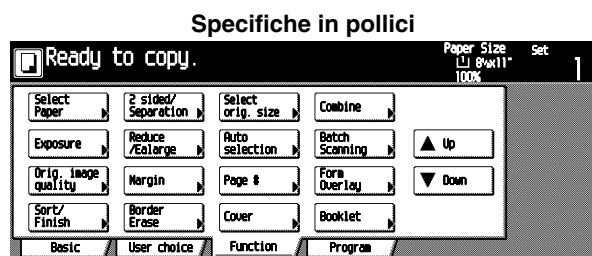 Specifiche in pollici
Ready to copy.
Paper Size
8½x11"
100%
Set
1
Select
Paper
2 sided/
Separation
Select
orig. size
Combine
Exposure
Reduce
/Ealarge
Auto
selection
Batch
Scanning
▲ Up
Orig. image
quality
Margin
Page #
Form
Overlay
▼ Down
Sort/
Finish
Border
Erase
Cover
Booklet
Basic
User choice
Function
Program